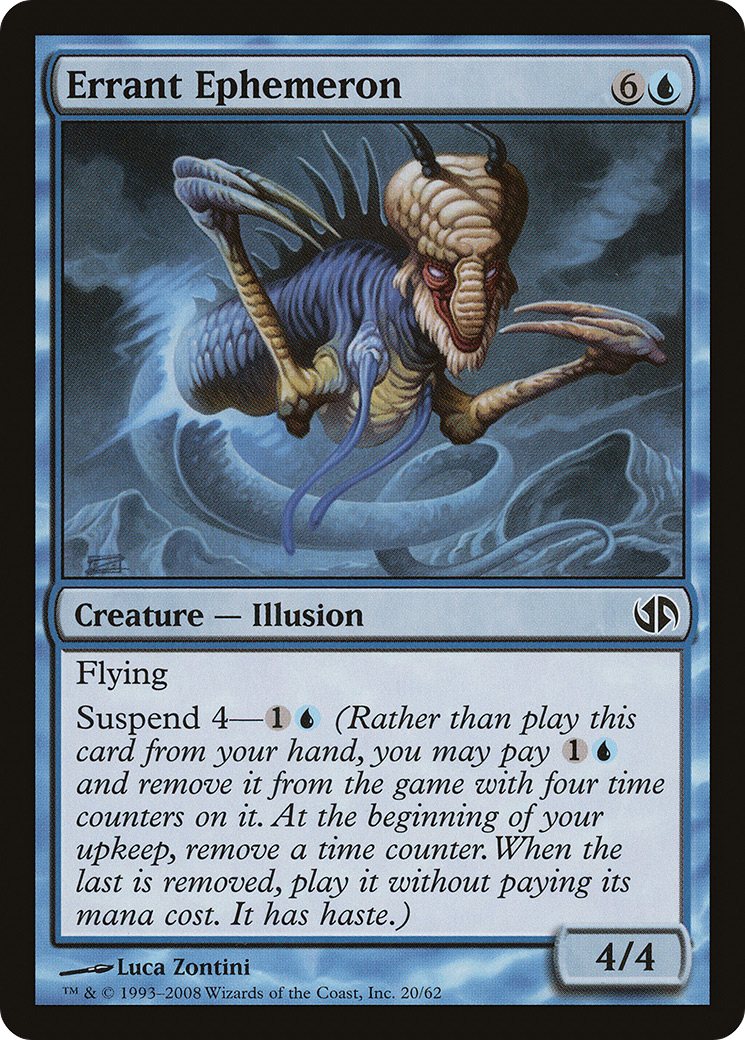 Errant Ephemeron 6
Creature — Illusion
Flying
Suspend 4—1 (Rather than play this
card from your hand, you may pay 1
and remove it from the game with four time
counters on it. At the beginning of your
upkeep, remove a time counter. When the
last is removed, play it without paying its
mana cost. It has haste.)
4/4
Luca Zontini
™ & © 1993–2008 Wizards of the Coast, Inc. 20/62